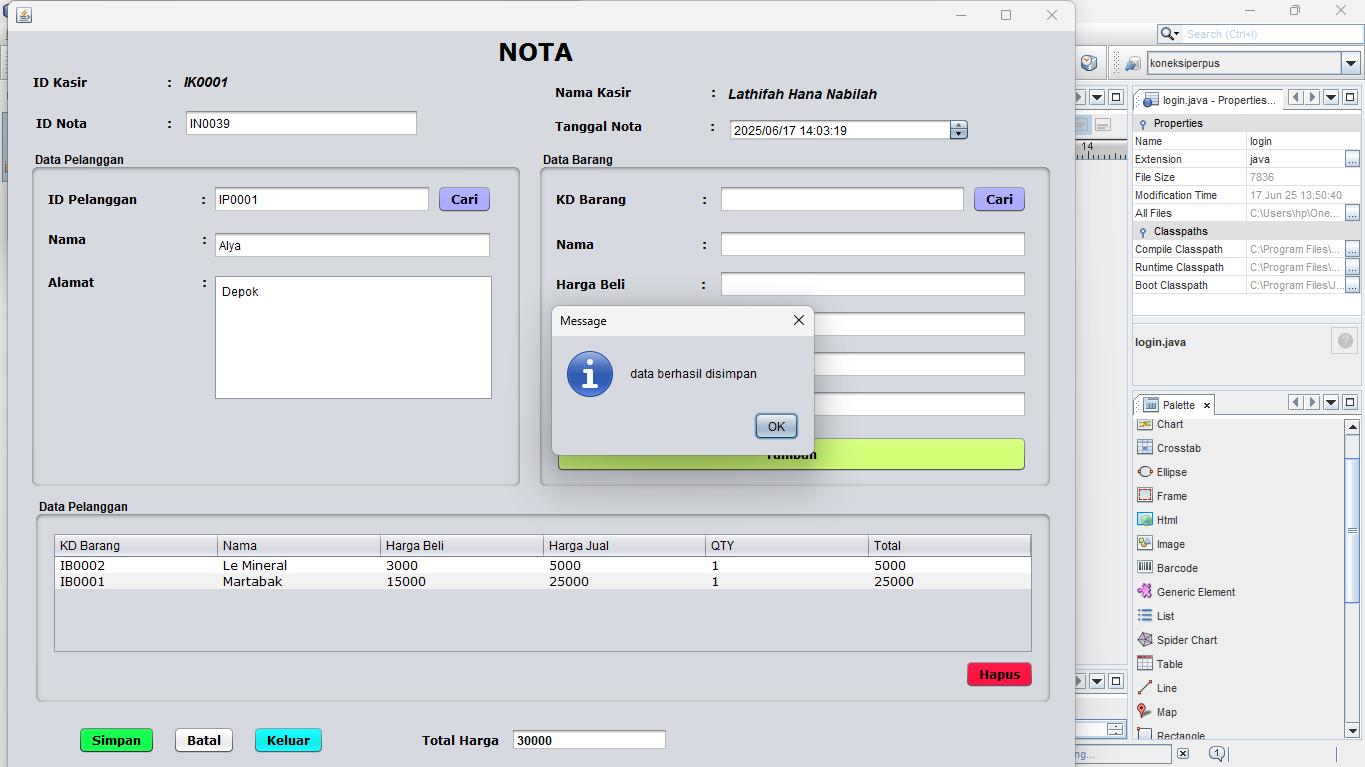 NOTA
ID Kasir : IK0001
Nama Kasir : Lathifah Hana Nabilah
ID Nota : IN0039
Tanggal Nota : 2025/06/17 14:03:19
Data Pelanggan
ID Pelanggan : IP0001 Cari
Nama : Alya
Alamat : Depok
Data Barang
KD Barang : Cari
Nama :
Harga Beli :
Message
data berhasil disimpan
OK
Data Pelanggan
KD Barang Nama Harga Beli Harga Jual QTY Total
IB0002 Le Mineral 3000 5000 1 5000
IB0001 Martabak 15000 25000 1 25000
Hapus
Simpan Batal Keluar Total Harga 30000
Search (Ctrl+I)
koneksiperpus
login.java - Properties...
14
Properties
Name login
Extension java
File Size 7836
Modification Time 17 Jun 25 13:50:40
All Files C:\Users\hp\One...
Classpaths
Compile Classpath C:\Program Files\...
Runtime Classpath C:\Program Files\...
Boot Classpath C:\Program Files\J...
login.java
Palette
Chart
Crosstab
Ellipse
Frame
Html
Image
Barcode
Generic Element
List
Spider Chart
Table
Line
Map
Rectangle
ng...
1